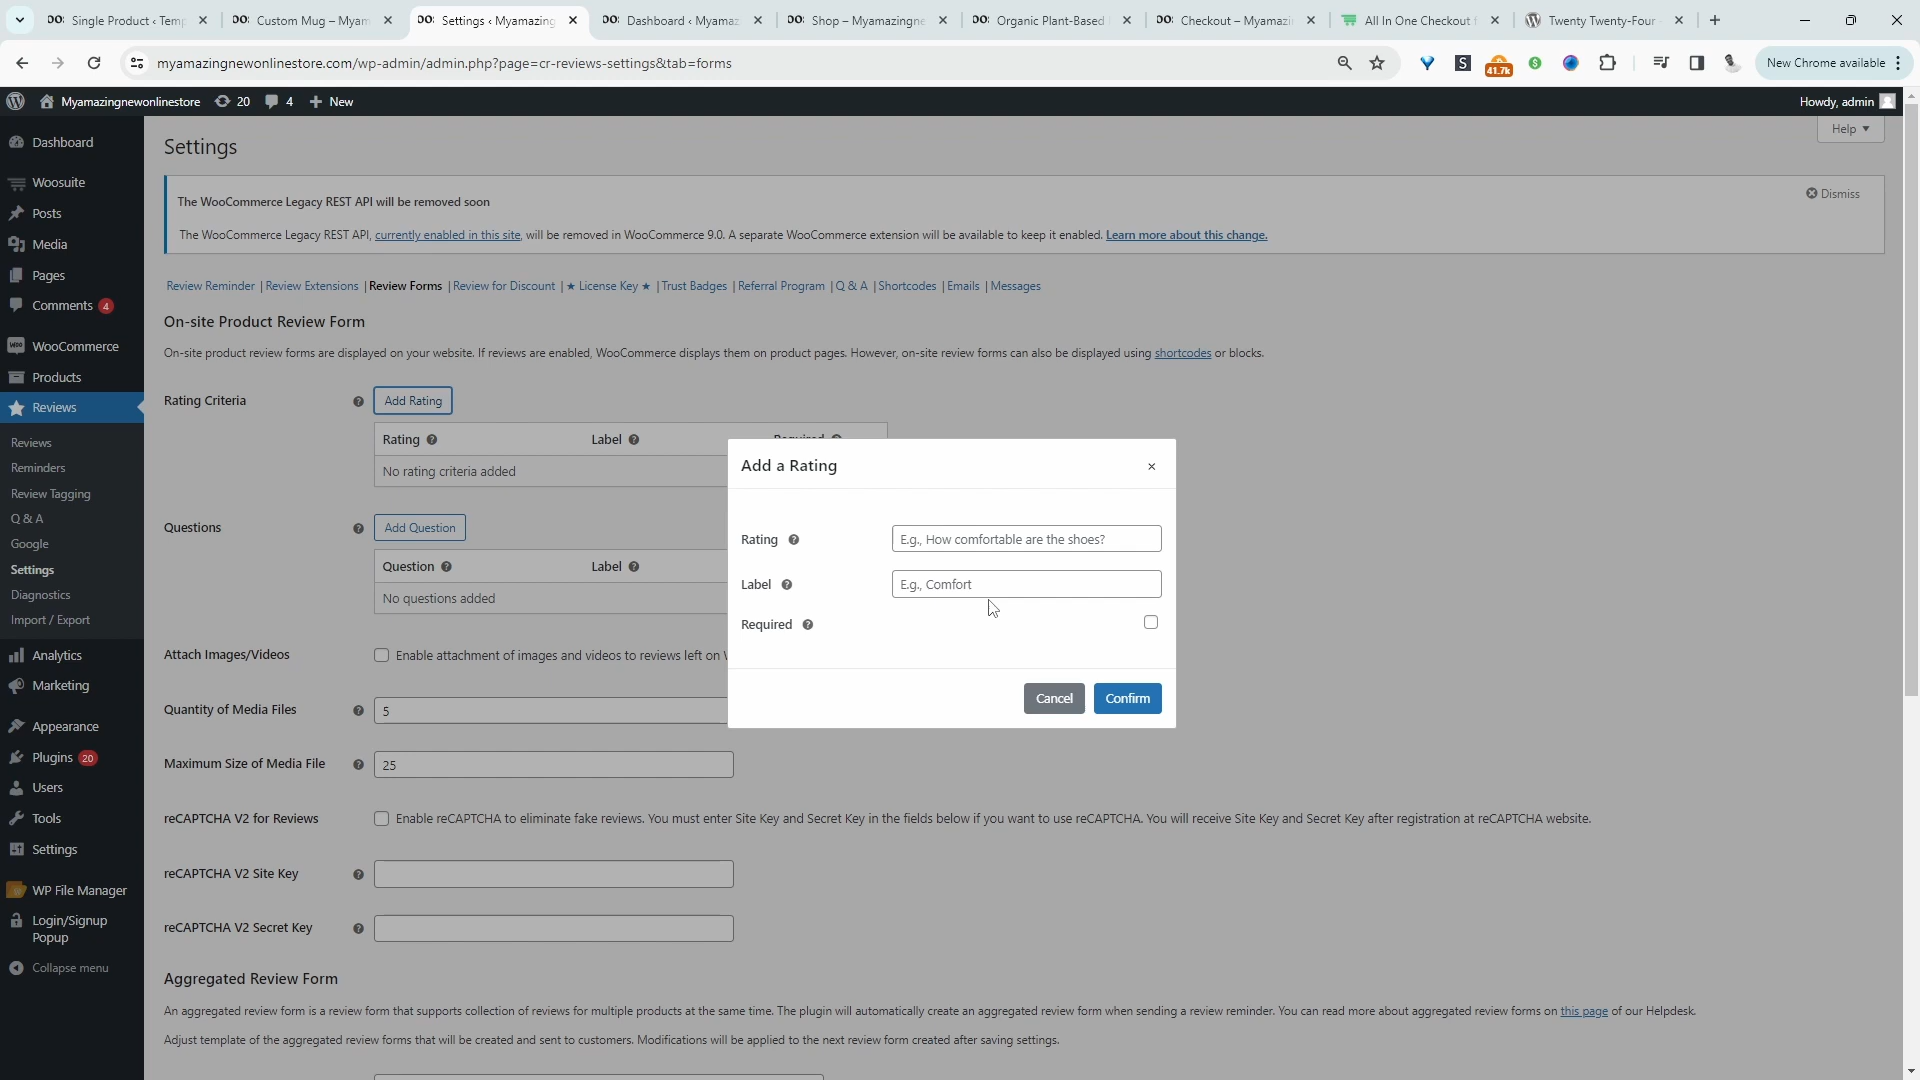 Single Product ‹ Temp
Custom Mug – Myam
Settings ‹ Myamazing
Dashboard ‹ Myamaz
Shop – Myamazingne
Organic Plant-Based
Checkout – Myamazi
All In One Checkout f
Twenty Twenty-Four
myamazingnewonlinestore.com/wp-admin/admin.php?page=cr-reviews-settings&tab=forms
41.7k
New Chrome available
Myamazingnewonlinestore
20
4
New
Howdy, admin
Dashboard
Woosuite
Posts
Media
Pages
Comments 4
WooCommerce
Products
Reviews
Reviews
Reminders
Review Tagging
Q & A
Google
Settings
Diagnostics
Import / Export
Analytics
Marketing
Appearance
Plugins 20
Users
Tools
Settings
WP File Manager
Login/Signup
Popup
Collapse menu
Help
Settings
The WooCommerce Legacy REST API will be removed soon
Dismiss
The WooCommerce Legacy REST API, currently enabled in this site, will be removed in WooCommerce 9.0. A separate WooCommerce extension will be available to keep it enabled. Learn more about this change.
Review Reminder | Review Extensions | Review Forms | Review for Discount | ★ License Key ★ | Trust Badges | Referral Program | Q & A | Shortcodes | Emails | Messages
On-site Product Review Form
On-site product review forms are displayed on your website. If reviews are enabled, WooCommerce displays them on product pages. However, on-site review forms can also be displayed using shortcodes or blocks.
Rating Criteria
Add Rating
Rating
Label
Required
No rating criteria added
Questions
Add Question
Question
Label
No questions added
Attach Images/Videos
Enable attachment of images and videos to reviews left on
Quantity of Media Files
5
Maximum Size of Media File
25
reCAPTCHA V2 for Reviews
Enable reCAPTCHA to eliminate fake reviews. You must enter Site Key and Secret Key in the fields below if you want to use reCAPTCHA. You will receive Site Key and Secret Key after registration at reCAPTCHA website.
reCAPTCHA V2 Site Key
reCAPTCHA V2 Secret Key
Aggregated Review Form
An aggregated review form is a review form that supports collection of reviews for multiple products at the same time. The plugin will automatically create an aggregated review form when sending a review reminder. You can read more about aggregated review forms on this page of our Helpdesk.
Adjust template of the aggregated review forms that will be created and sent to customers. Modifications will be applied to the next review form created after saving settings.
Add a Rating
×
Rating
E.g., How comfortable are the shoes?
Label
E.g., Comfort
Required
Cancel
Confirm